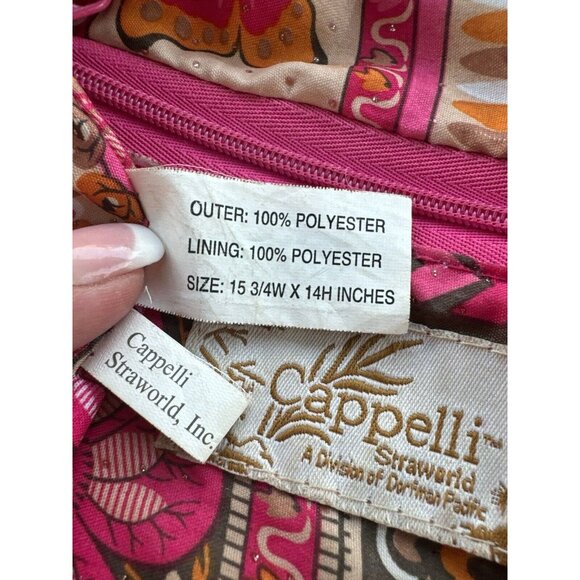 OUTER: 100% POLYESTER
LINING: 100% POLYESTER
SIZE: 15 3/4W X 14H INCHES
Cappelli
Straworld, Inc.
Cappelli™
Straworld
A Division of Dorfman Pacific